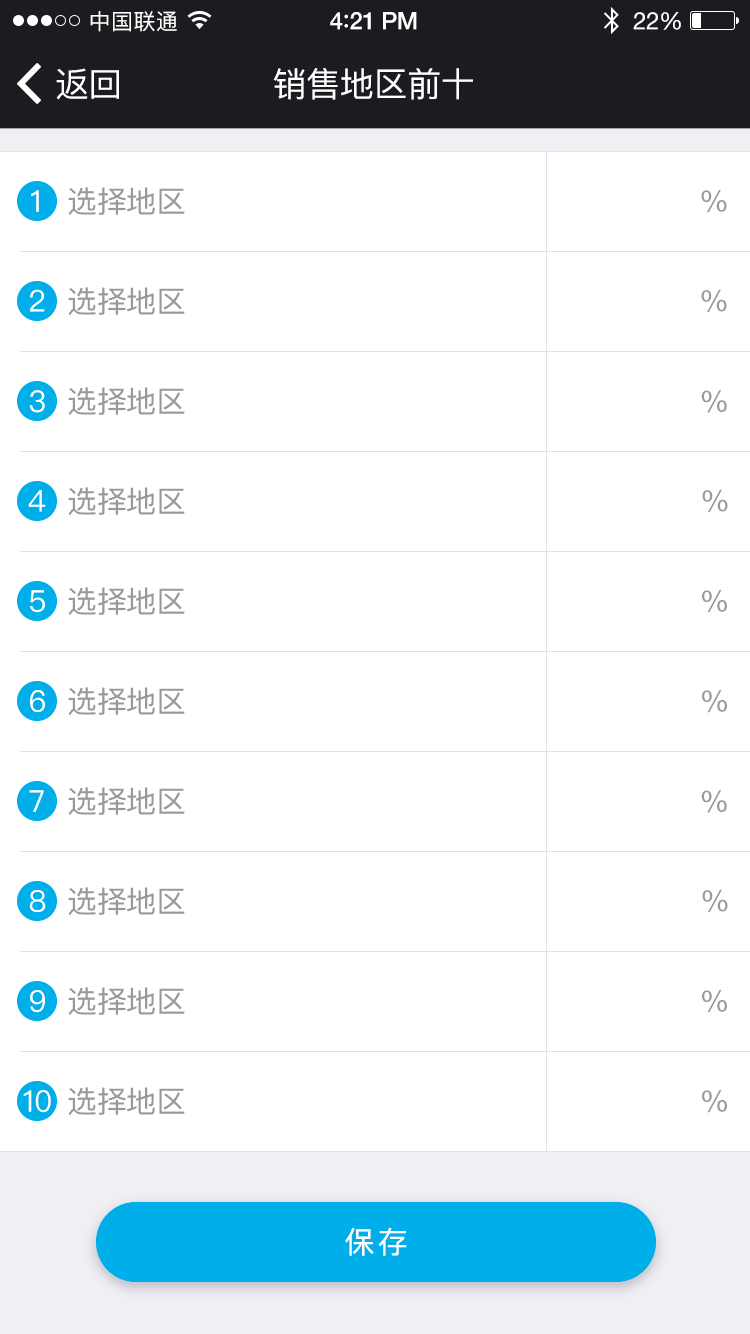 中国联通 4:21 PM 22%
返回 销售地区前十
1 选择地区 %
2 选择地区 %
3 选择地区 %
4 选择地区 %
5 选择地区 %
6 选择地区 %
7 选择地区 %
8 选择地区 %
9 选择地区 %
10 选择地区 %
保存